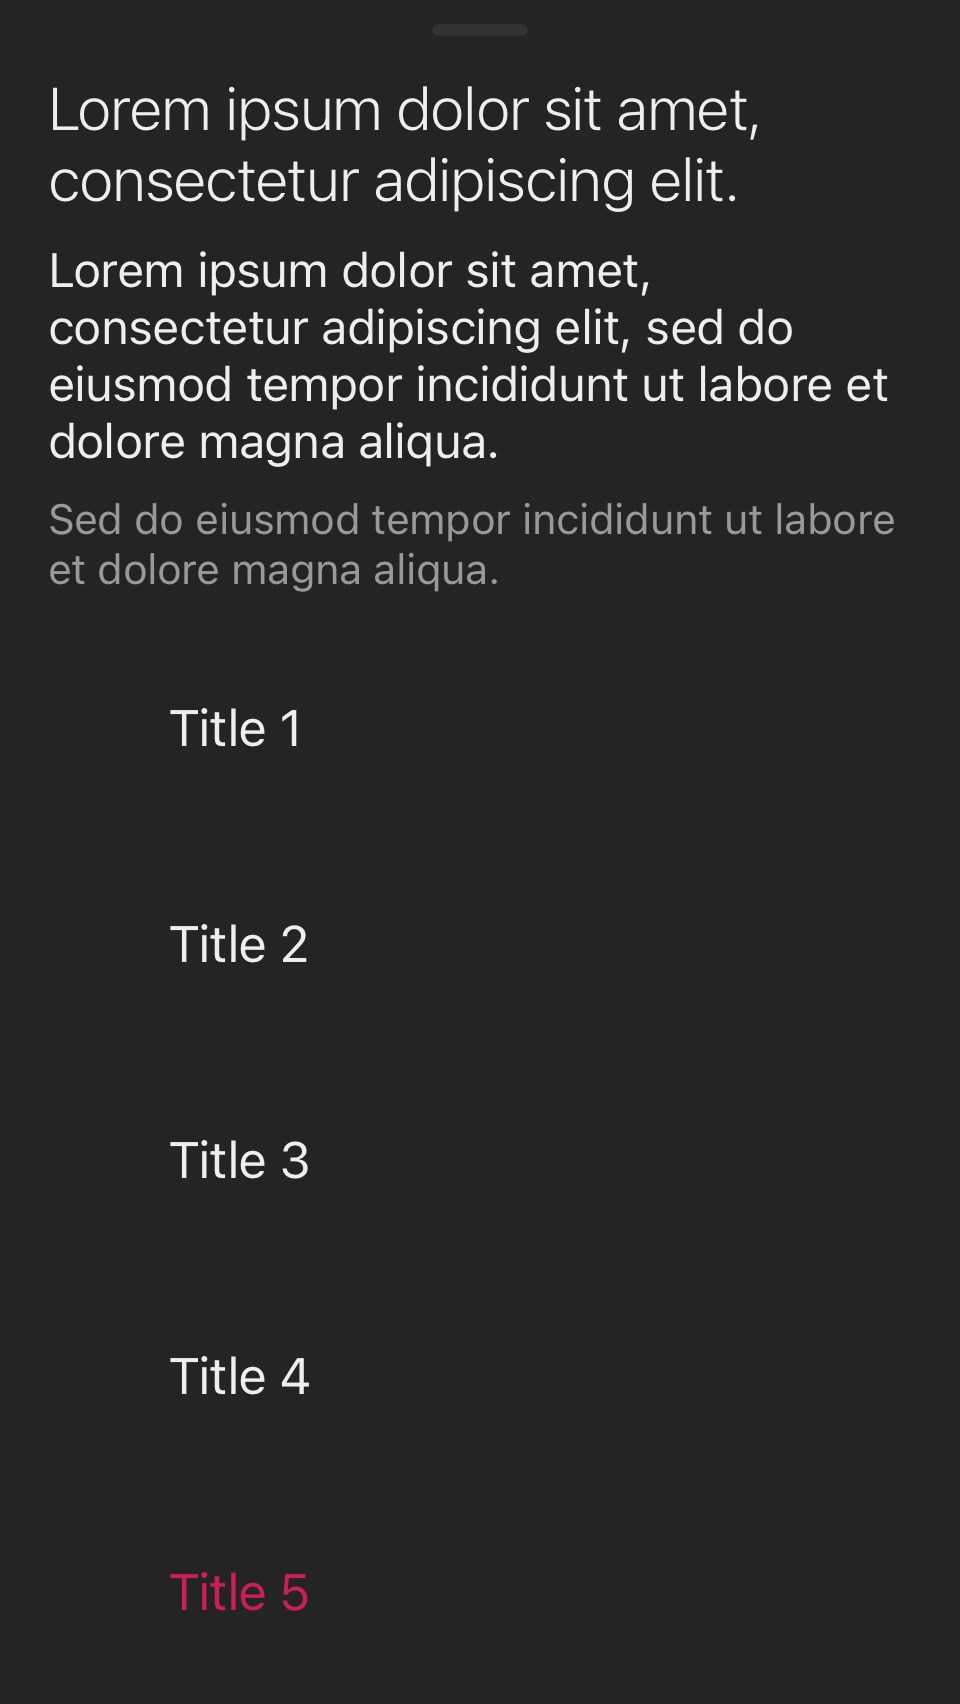 Lorem ipsum dolor sit amet,
consectetur adipiscing elit.
Lorem ipsum dolor sit amet,
consectetur adipiscing elit, sed do
eiusmod tempor incididunt ut labore et
dolore magna aliqua.
Sed do eiusmod tempor incididunt ut labore
et dolore magna aliqua.
Title 1
Title 2
Title 3
Title 4
Title 5